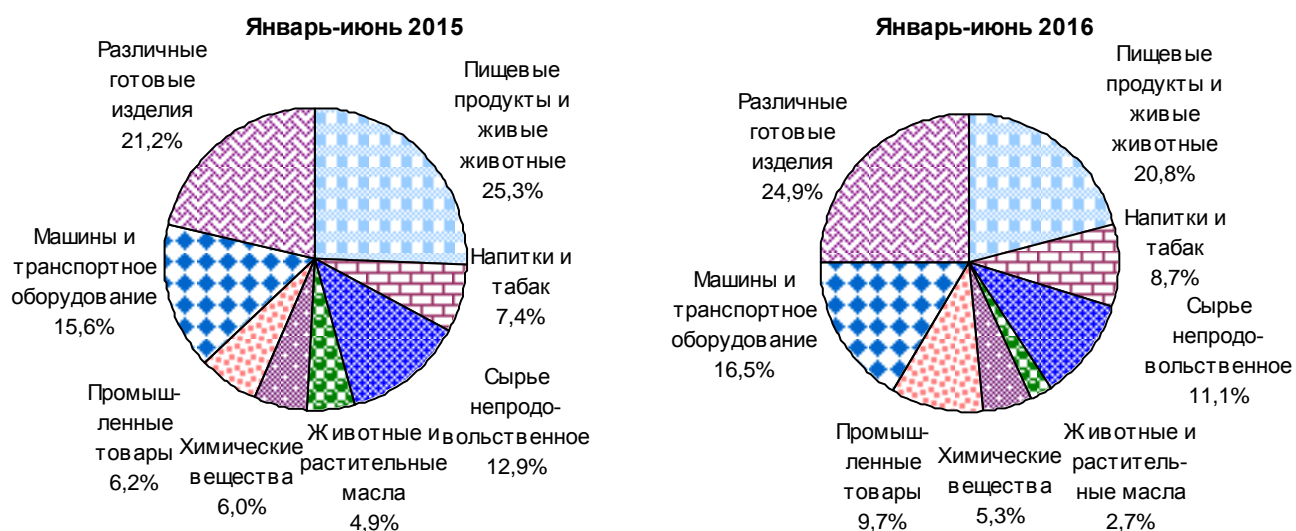 Январь-июнь 2015
Различные
готовые
изделия
21,2%
Пищевые
продукты и
живые
животные
25,3%
Напитки и
табак
7,4%
Сырье
непродо-
вольственное
12,9%
Животные и
растительные
масла
4,9%
Химические
вещества
6,0%
Промыш-
ленные
товары
6,2%
Машины и
транспортное
оборудование
15,6%
Январь-июнь 2016
Различные
готовые
изделия
24,9%
Пищевые
продукты и
живые
животные
20,8%
Напитки и
табак
8,7%
Сырье
непродо-
вольственное
11,1%
Животные и
раститель-
ные масла
2,7%
Химические
вещества
5,3%
Промыш-
ленные
товары
9,7%
Машины и
транспортное
оборудование
16,5%